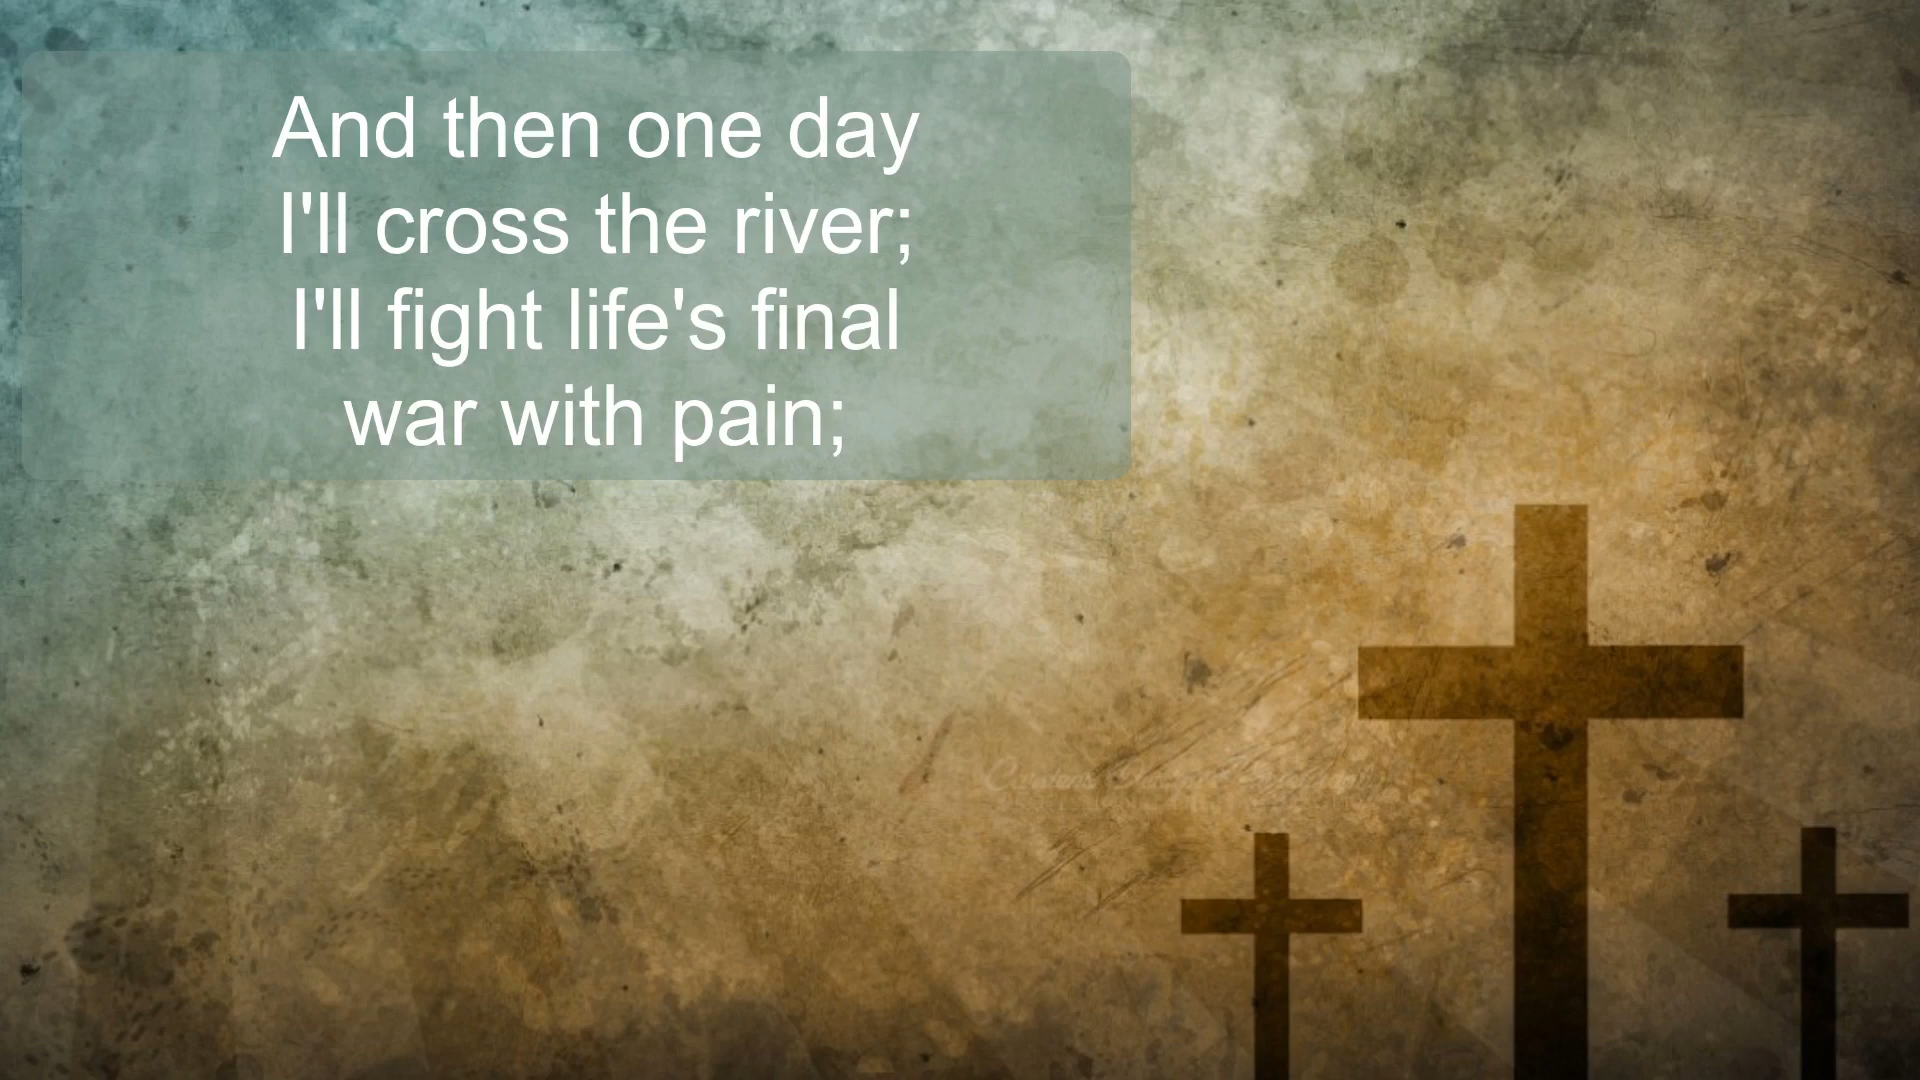 And then one day
I'll cross the river;
I'll fight life's final
war with pain;